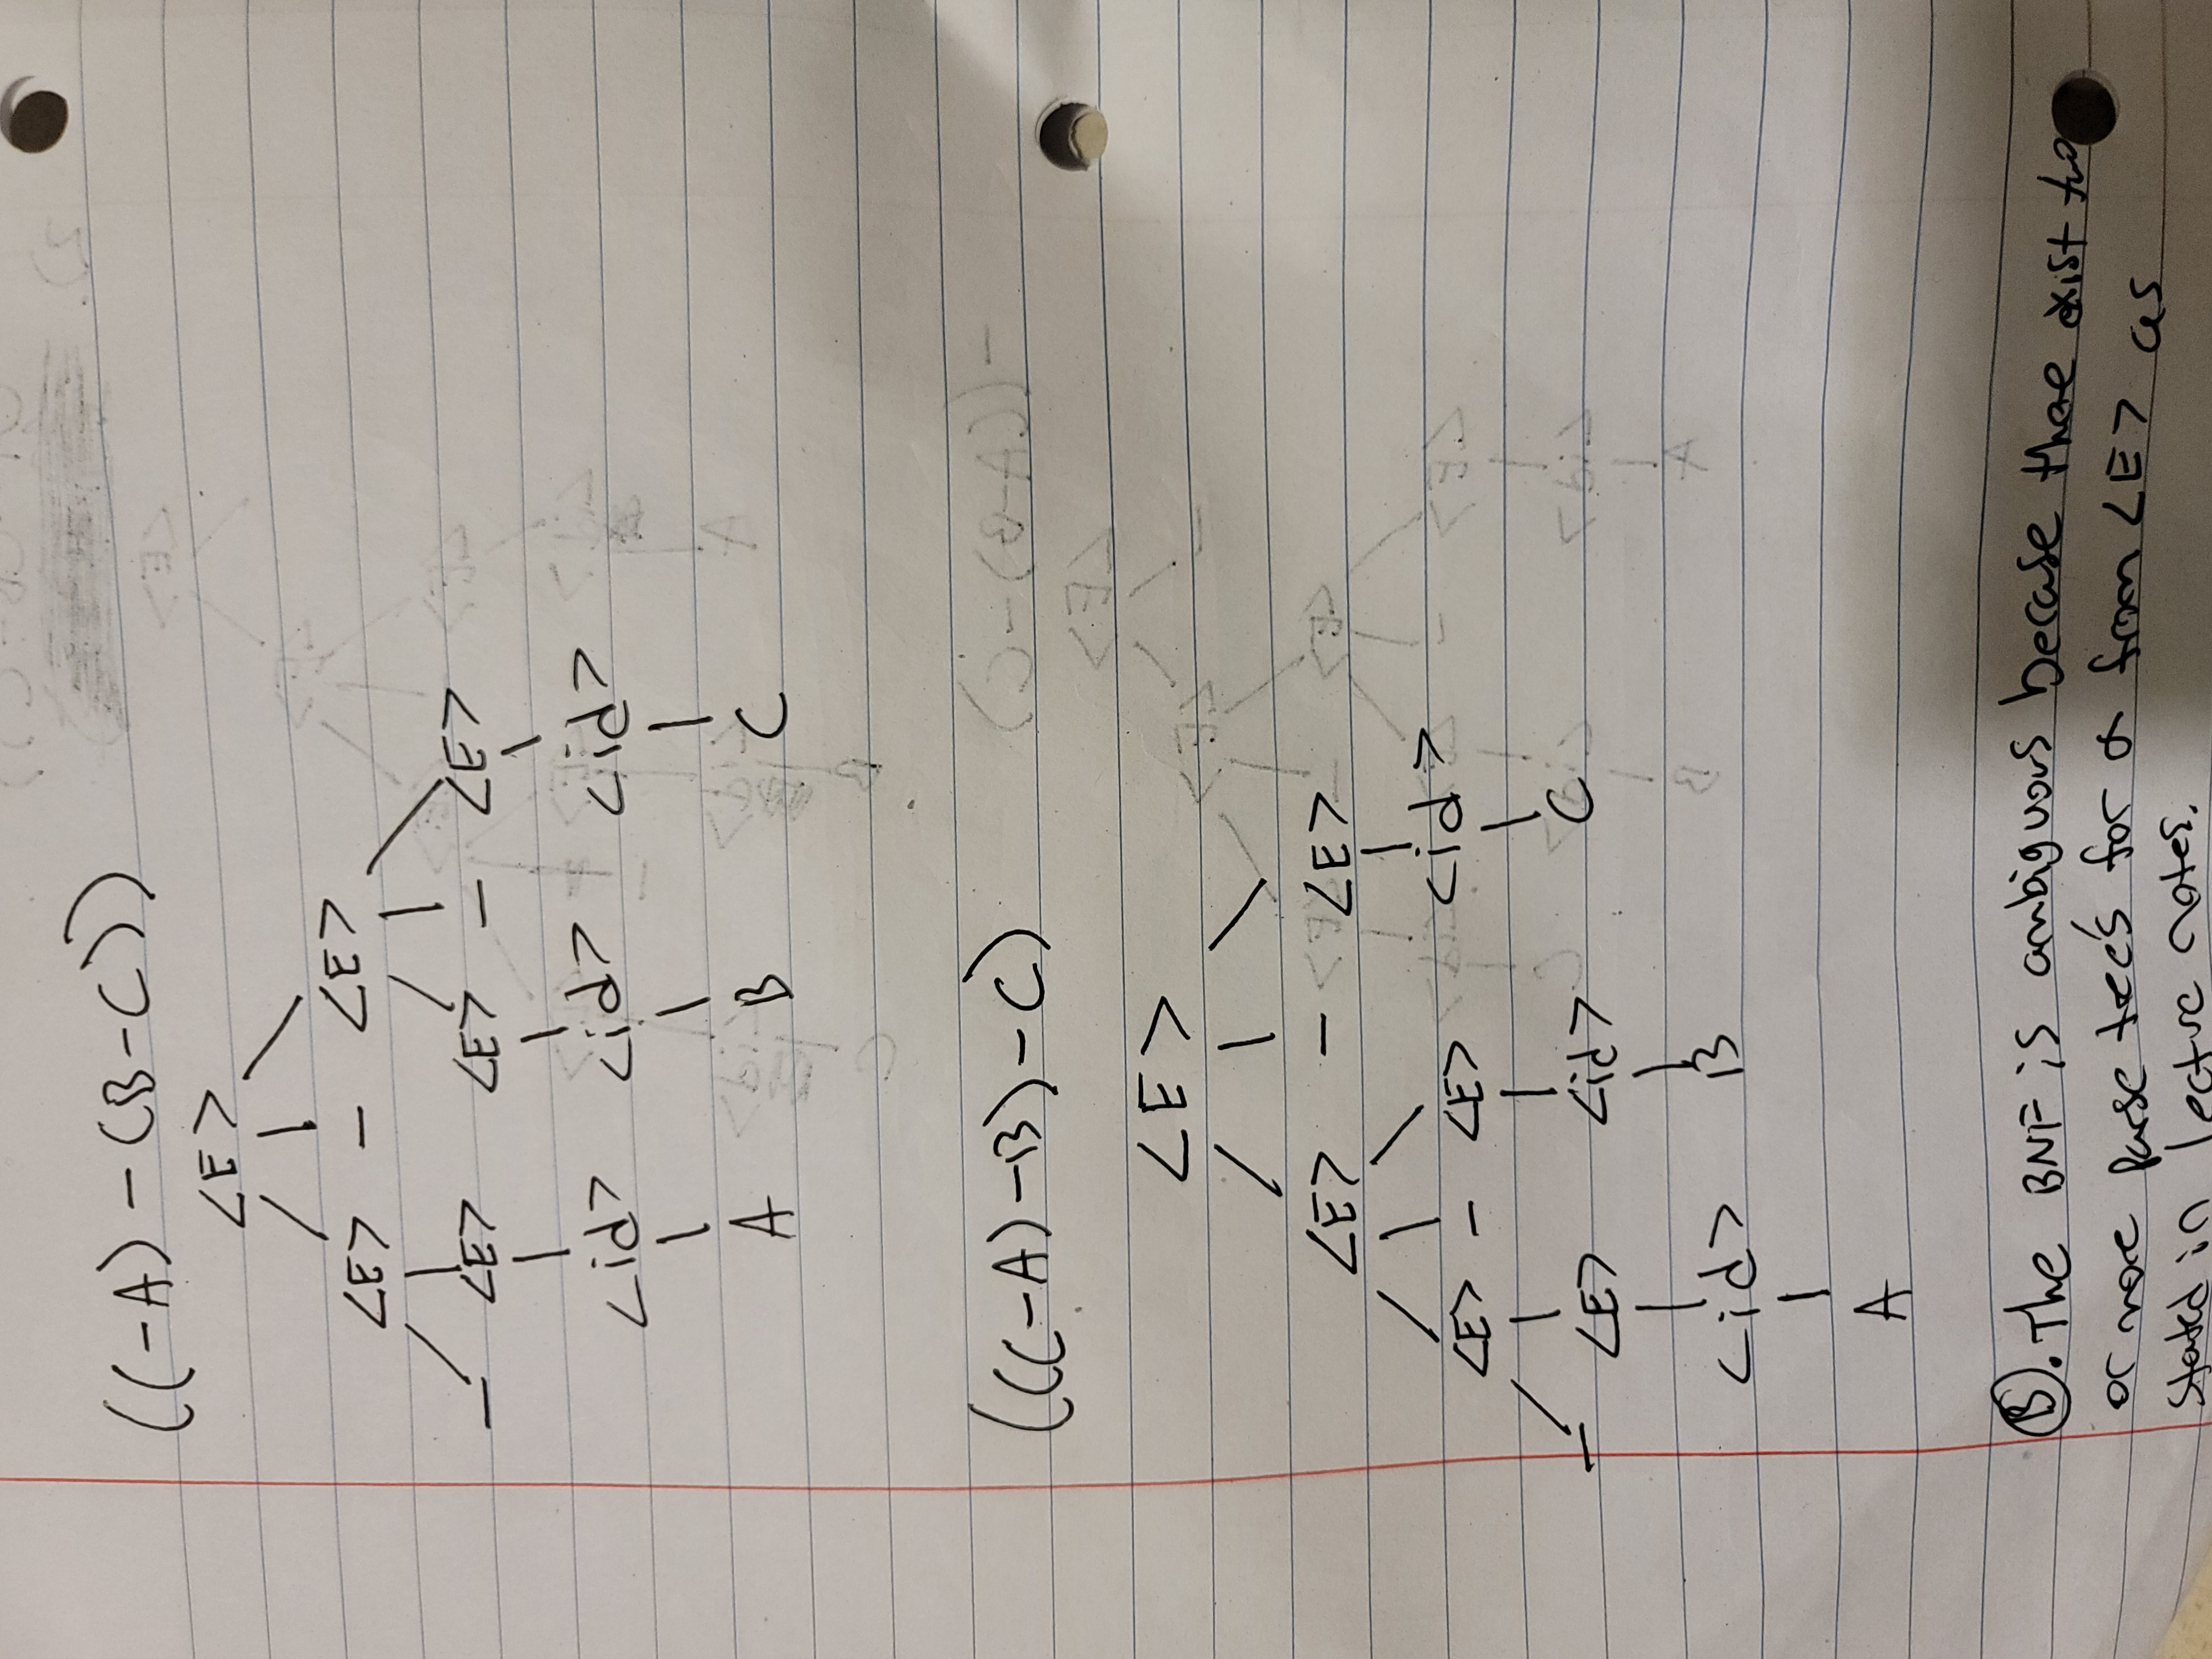 ((-A) - (B-C))
<E>
<E> - <E>
- <E> <E> - <E>
<id> <id> <id>
A B C
(((-A) -B) - C)
<E>
<E> - <E>
<E> - <E> <id>
- <E> <id> C
<id> B
A
B. The BNF is ambiguous becase there exist two
or more parse tree's for α from <E> as
stated in lecture notes.